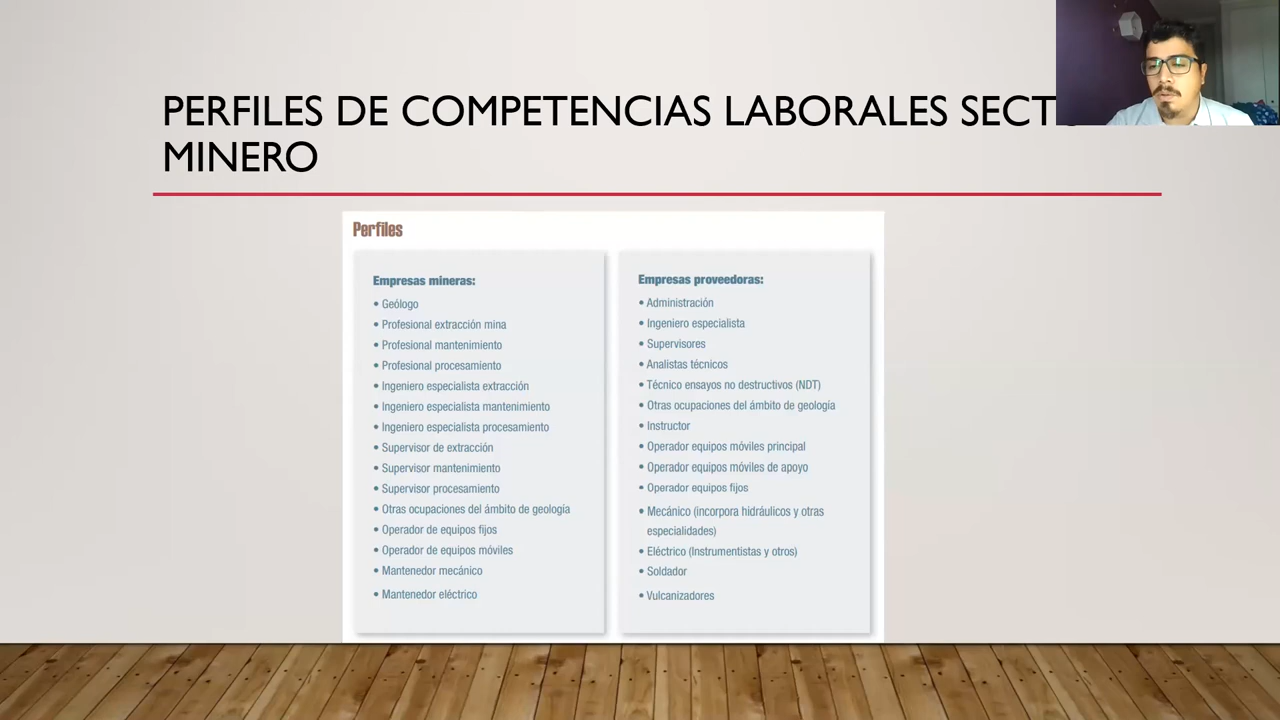 PERFILES DE COMPETENCIAS LABORALES
MINERO
Perfiles
Empresas mineras:
• Geólogo
• Profesional extracción mina
• Profesional mantenimiento
• Profesional procesamiento
• Ingeniero especialista extracción
• Ingeniero especialista mantenimiento
• Ingeniero especialista procesamiento
• Supervisor de extracción
• Supervisor mantenimiento
• Supervisor procesamiento
• Otras ocupaciones del ámbito de geología
• Operador de equipos fijos
• Operador de equipos móviles
• Mantenedor mecánico
• Mantenedor eléctrico
Empresas proveedoras:
• Administración
• Ingeniero especialista
• Supervisores
• Analistas técnicos
• Técnico ensayos no destructivos (NDT)
• Otras ocupaciones del ámbito de geología
• Instructor
• Operador equipos móviles principal
• Operador equipos móviles de apoyo
• Operador equipos fijos
• Mecánico (incorpora hidráulicos y otras
especialidades)
• Eléctrico (Instrumentistas y otros)
• Soldador
• Vulcanizadores